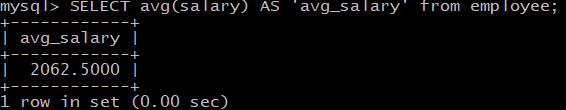 mysql> SELECT avg(salary) AS 'avg_salary' from employee;
+------------+
| avg_salary |
+------------+
|  2062.5000 |
+------------+
1 row in set (0.00 sec)